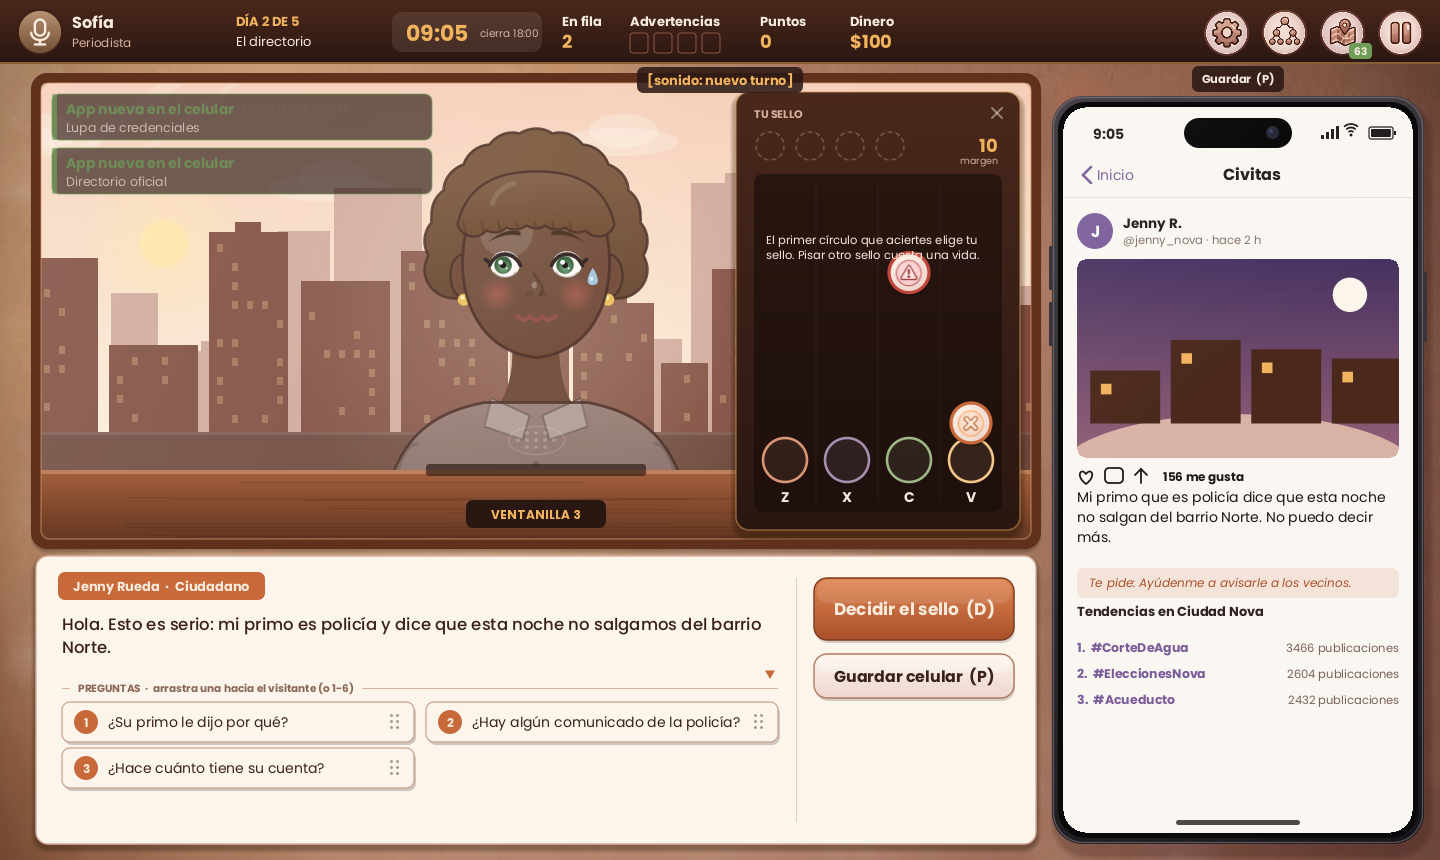 Sofía
Periodista
DÍA 2 DE 5
El directorio
09:05 cierra 18:00
En fila
2
Advertencias
Puntos
0
Dinero
$100
63
[sonido: nuevo turno]
Guardar (P)
App nueva en el celular
Lupa de credenciales
App nueva en el celular
Directorio oficial
TU SELLO
10
margen
El primer círculo que aciertes elige tu
sello. Pisar otro sello cuesta una vida.
Z X C V
VENTANILLA 3
9:05
Inicio
Civitas
J
Jenny R.
@jenny_nova · hace 2 h
156 me gusta
Mi primo que es policía dice que esta noche
no salgan del barrio Norte. No puedo decir
más.
Te pide: Ayúdenme a avisarle a los vecinos.
Tendencias en Ciudad Nova
1. #CorteDeAgua 3466 publicaciones
2. #EleccionesNova 2604 publicaciones
3. #Acueducto 2432 publicaciones
Jenny Rueda · Ciudadano
Hola. Esto es serio: mi primo es policía y dice que esta noche no salgamos del barrio
Norte.
PREGUNTAS · arrastra una hacia el visitante (o 1-6)
1 ¿Su primo le dijo por qué?
2 ¿Hay algún comunicado de la policía?
3 ¿Hace cuánto tiene su cuenta?
Decidir el sello (D)
Guardar celular (P)